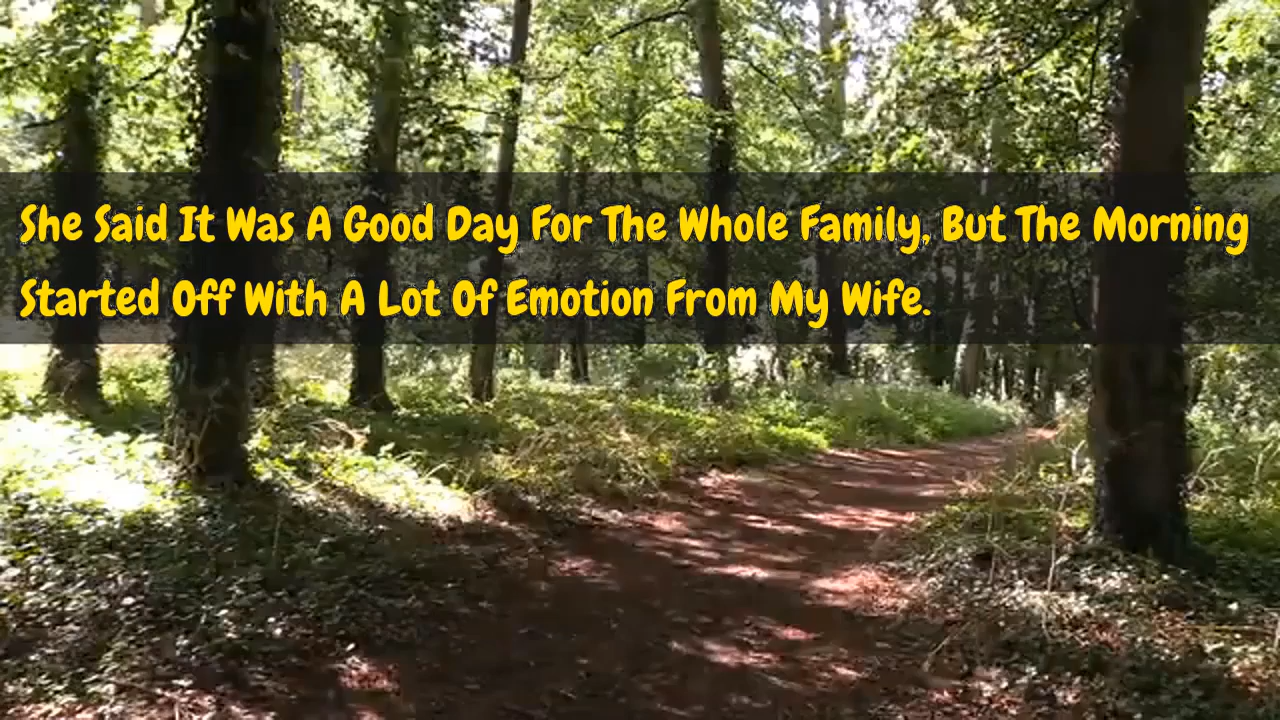 She Said It Was A Good Day For The Whole Family, But The Morning
Started Off With A Lot Of Emotion From My Wife.